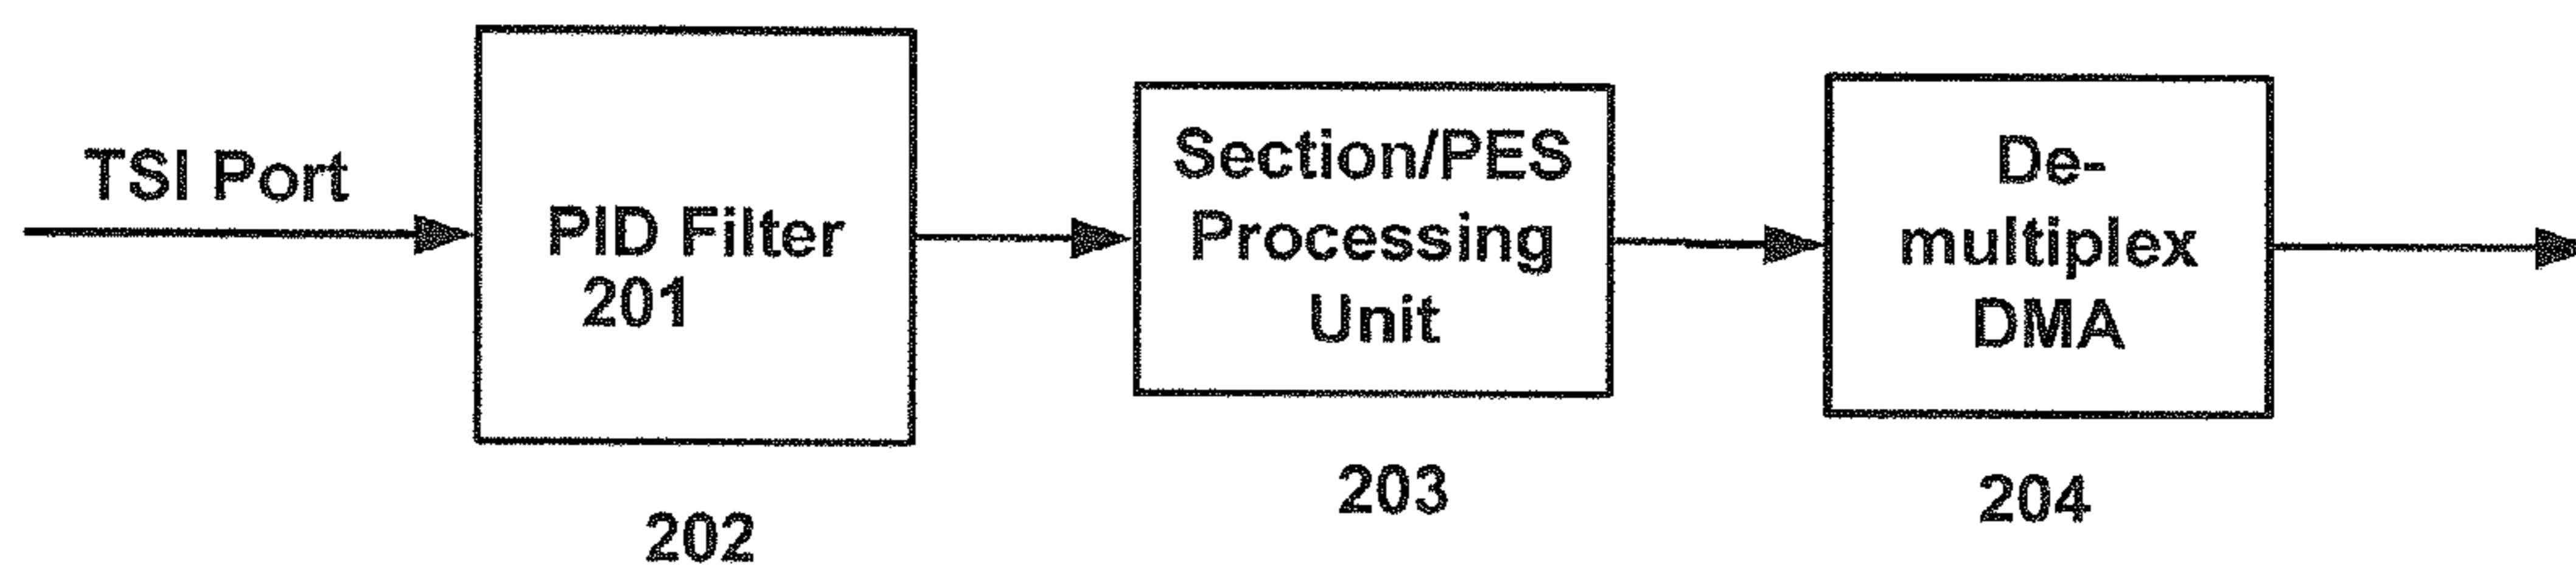 TSI Port
PID Filter
201
202
Section/PES
Processing
Unit
203
De-
multiplex
DMA
204